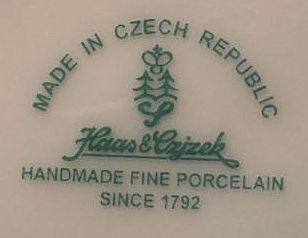 MADE IN CZECH REPUBLIC
Haas & Czjzek
HANDMADE FINE PORCELAIN
SINCE 1792